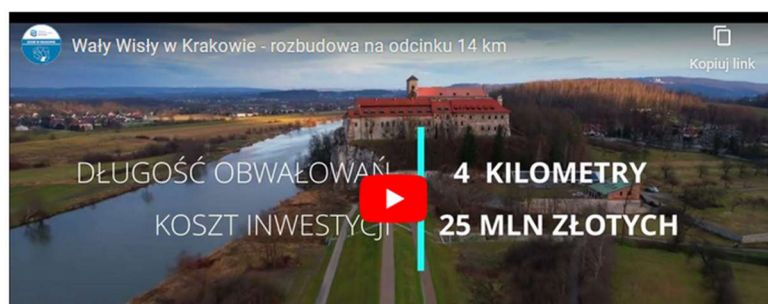 Wały Wisły w Krakowie - rozbudowa na odcinku 14 km
Kopiuj link
DŁUGOŚĆ OBWAŁOWAŃ 4 KILOMETRY
KOSZT INWESTYCJI 25 MLN ZŁOTYCH